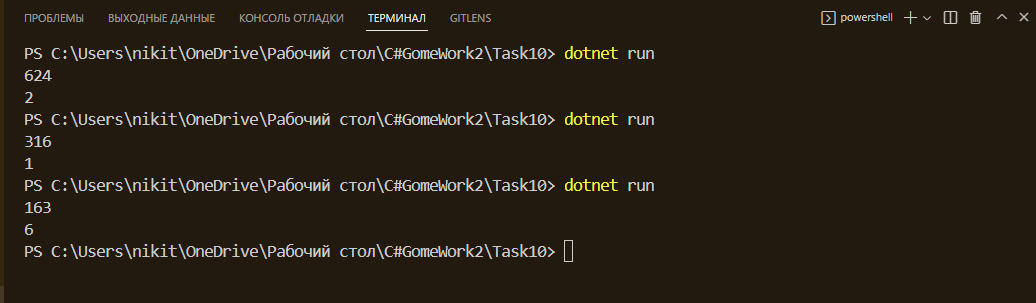 ПРОБЛЕМЫ ВЫХОДНЫЕ ДАННЫЕ КОНСОЛЬ ОТЛАДКИ ТЕРМИНАЛ GITLENS powershell
PS C:\Users\nikit\OneDrive\Рабочий стол\C#GomeWork2\Task10> dotnet run
624
2
PS C:\Users\nikit\OneDrive\Рабочий стол\C#GomeWork2\Task10> dotnet run
316
1
PS C:\Users\nikit\OneDrive\Рабочий стол\C#GomeWork2\Task10> dotnet run
163
6
PS C:\Users\nikit\OneDrive\Рабочий стол\C#GomeWork2\Task10>